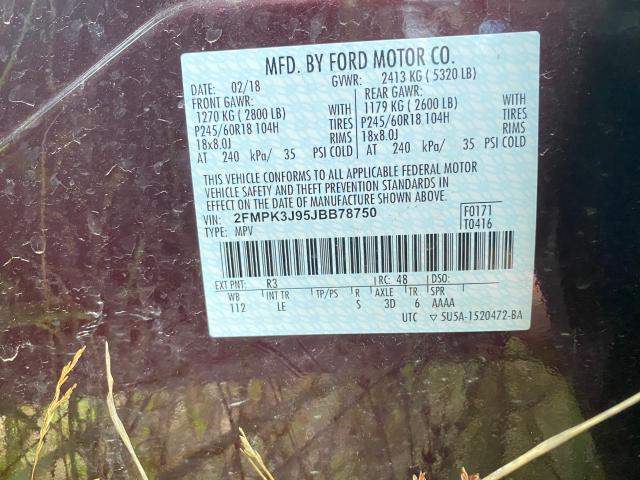 MFD. BY FORD MOTOR CO.
DATE: 02/18 GVWR: 2413 KG ( 5320 LB)
FRONT GAWR: REAR GAWR:
1270 KG ( 2800 LB) 1179 KG ( 2600 LB)
P245/60R18 104H TIRES P245/60R18 104H TIRES
18x8.0J RIMS 18x8.0J RIMS
AT 240 kPa/ 35 PSI COLD AT 240 kPa/ 35 PSI COLD
THIS VEHICLE CONFORMS TO ALL APPLICABLE FEDERAL MOTOR
VEHICLE SAFETY AND THEFT PREVENTION STANDARDS IN
EFFECT ON THE DATE OF MANUFACTURE SHOWN ABOVE.
VIN: 2FMPK3J95JBB78750 F0171
TYPE: MPV T0416
EXT PNT: R3 RC: 48 DSO:
WB INT TR TP/PS R AXLE TR SPR
112 LE S 3D 6 AAAA
UTC ▽ SU5A-1520472-BA